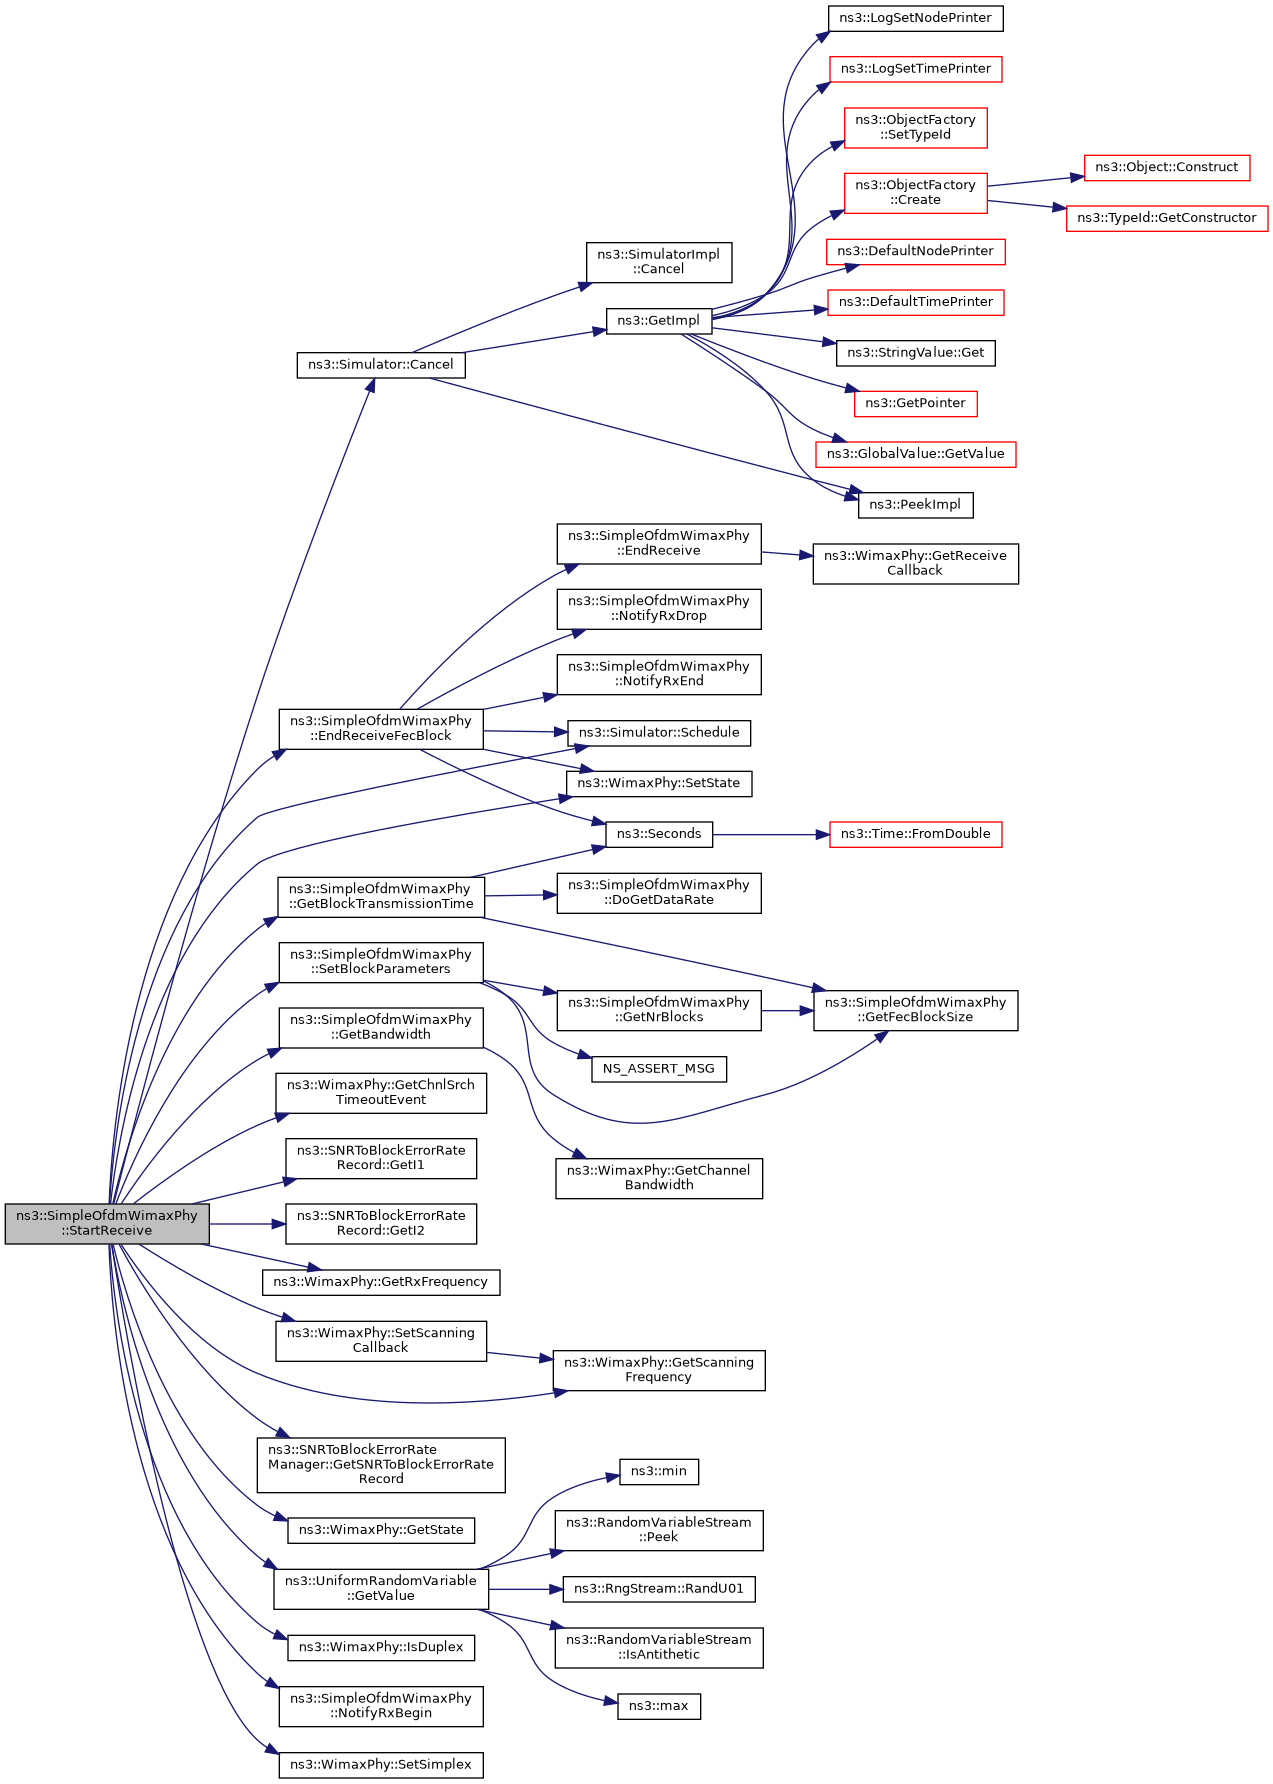 ns3::LogSetNodePrinter
ns3::LogSetTimePrinter
ns3::ObjectFactory
::SetTypeId
ns3::ObjectFactory
::Create
ns3::Object::Construct
ns3::TypeId::GetConstructor
ns3::SimulatorImpl
::Cancel
ns3::DefaultNodePrinter
ns3::DefaultTimePrinter
ns3::GetImpl
ns3::StringValue::Get
ns3::Simulator::Cancel
ns3::GetPointer
ns3::GlobalValue::GetValue
ns3::PeekImpl
ns3::SimpleOfdmWimaxPhy
::EndReceive
ns3::WimaxPhy::GetReceive
Callback
ns3::SimpleOfdmWimaxPhy
::NotifyRxDrop
ns3::SimpleOfdmWimaxPhy
::NotifyRxEnd
ns3::SimpleOfdmWimaxPhy
::EndReceiveFecBlock
ns3::Simulator::Schedule
ns3::WimaxPhy::SetState
ns3::Seconds
ns3::Time::FromDouble
ns3::SimpleOfdmWimaxPhy
::GetBlockTransmissionTime
ns3::SimpleOfdmWimaxPhy
::DoGetDataRate
ns3::SimpleOfdmWimaxPhy
::SetBlockParameters
ns3::SimpleOfdmWimaxPhy
::GetNrBlocks
ns3::SimpleOfdmWimaxPhy
::GetFecBlockSize
ns3::SimpleOfdmWimaxPhy
::GetBandwidth
NS_ASSERT_MSG
ns3::WimaxPhy::GetChnlSrch
TimeoutEvent
ns3::SNRToBlockErrorRate
Record::GetI1
ns3::WimaxPhy::GetChannel
Bandwidth
ns3::SimpleOfdmWimaxPhy
::StartReceive
ns3::SNRToBlockErrorRate
Record::GetI2
ns3::WimaxPhy::GetRxFrequency
ns3::WimaxPhy::SetScanning
Callback
ns3::WimaxPhy::GetScanning
Frequency
ns3::SNRToBlockErrorRate
Manager::GetSNRToBlockErrorRate
Record
ns3::min
ns3::WimaxPhy::GetState
ns3::RandomVariableStream
::Peek
ns3::UniformRandomVariable
::GetValue
ns3::RngStream::RandU01
ns3::WimaxPhy::IsDuplex
ns3::RandomVariableStream
::IsAntithetic
ns3::SimpleOfdmWimaxPhy
::NotifyRxBegin
ns3::max
ns3::WimaxPhy::SetSimplex